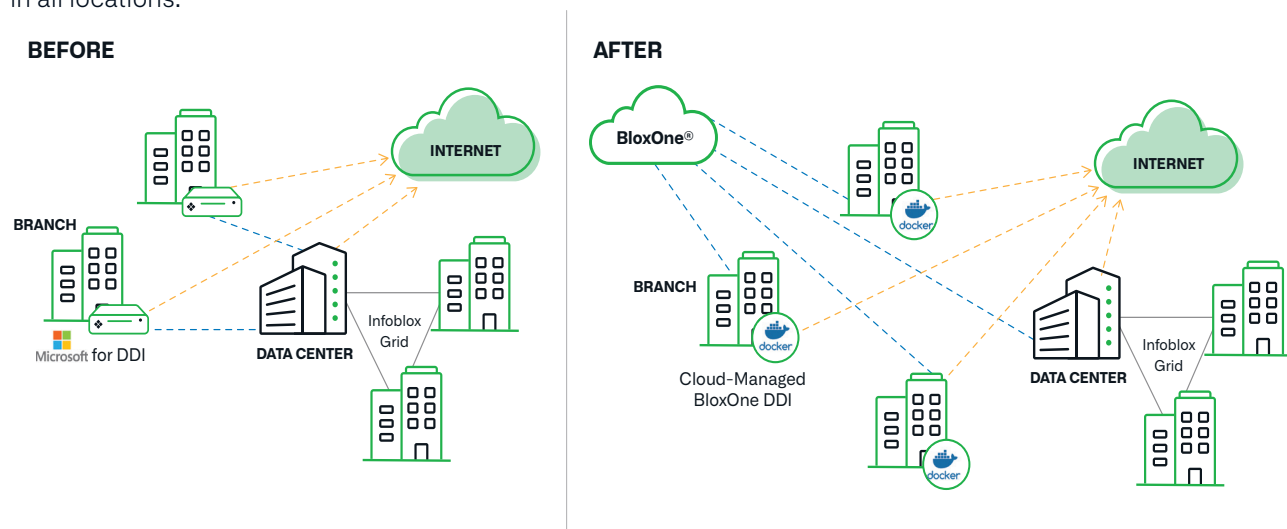 in all locations.
BEFORE
INTERNET
BRANCH
Microsoft for DDI
DATA CENTER
Infoblox
Grid
AFTER
BloxOne®
INTERNET
docker
BRANCH
docker
Cloud-Managed
BloxOne DDI
docker
DATA CENTER
Infoblox
Grid